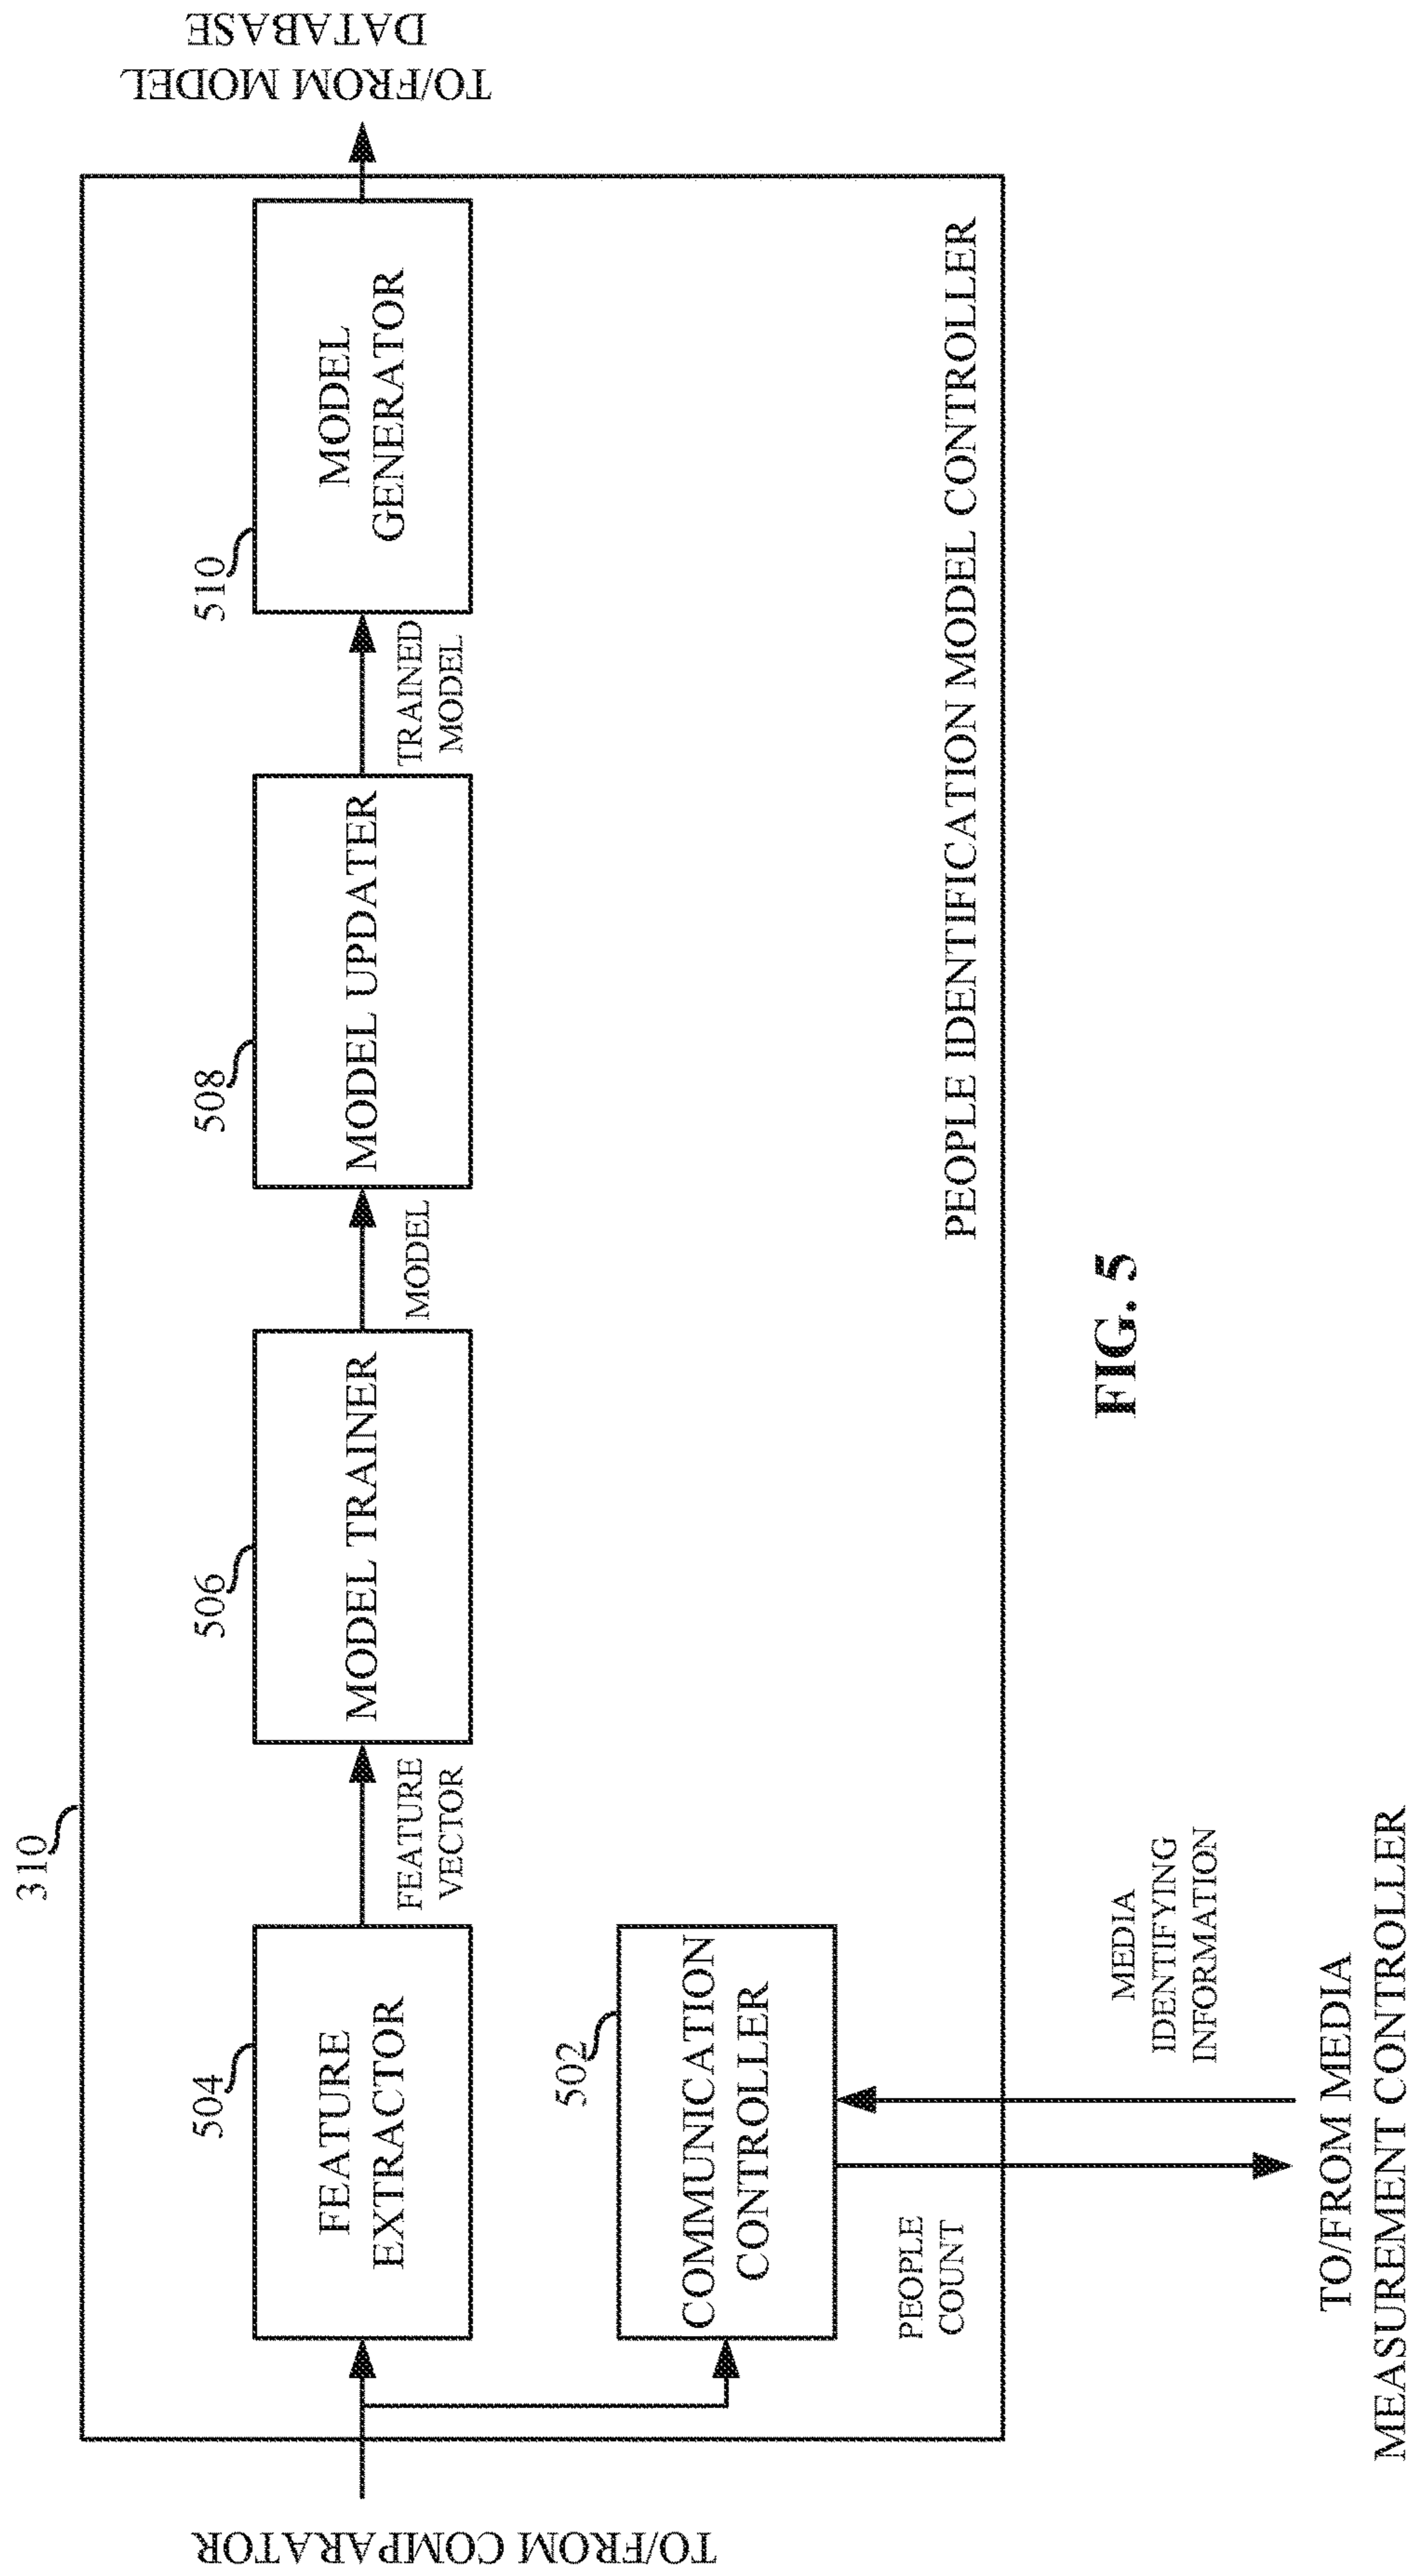 310
TO/FROM COMPARATOR
504
FEATURE
EXTRACTOR
FEATURE
VECTOR
506
MODEL TRAINER
MODEL
508
MODEL UPDATER
TRAINED
MODEL
510
MODEL
GENERATOR
TO/FROM MODEL
DATABASE
502
COMMUNICATION
CONTROLLER
PEOPLE
COUNT
MEDIA
IDENTIFYING
INFORMATION
PEOPLE IDENTIFICATION MODEL CONTROLLER
TO/FROM MEDIA
MEASUREMENT CONTROLLER
FIG. 5